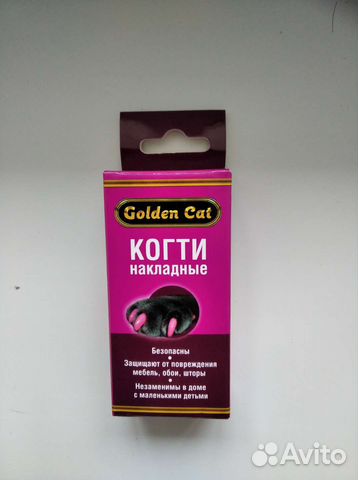 Golden Cat
КОГТИ
накладные
Безопасны
•
Защищают от повреждения
мебель, обои, шторы
•
Незаменимы в доме
с маленькими детьми
Avito